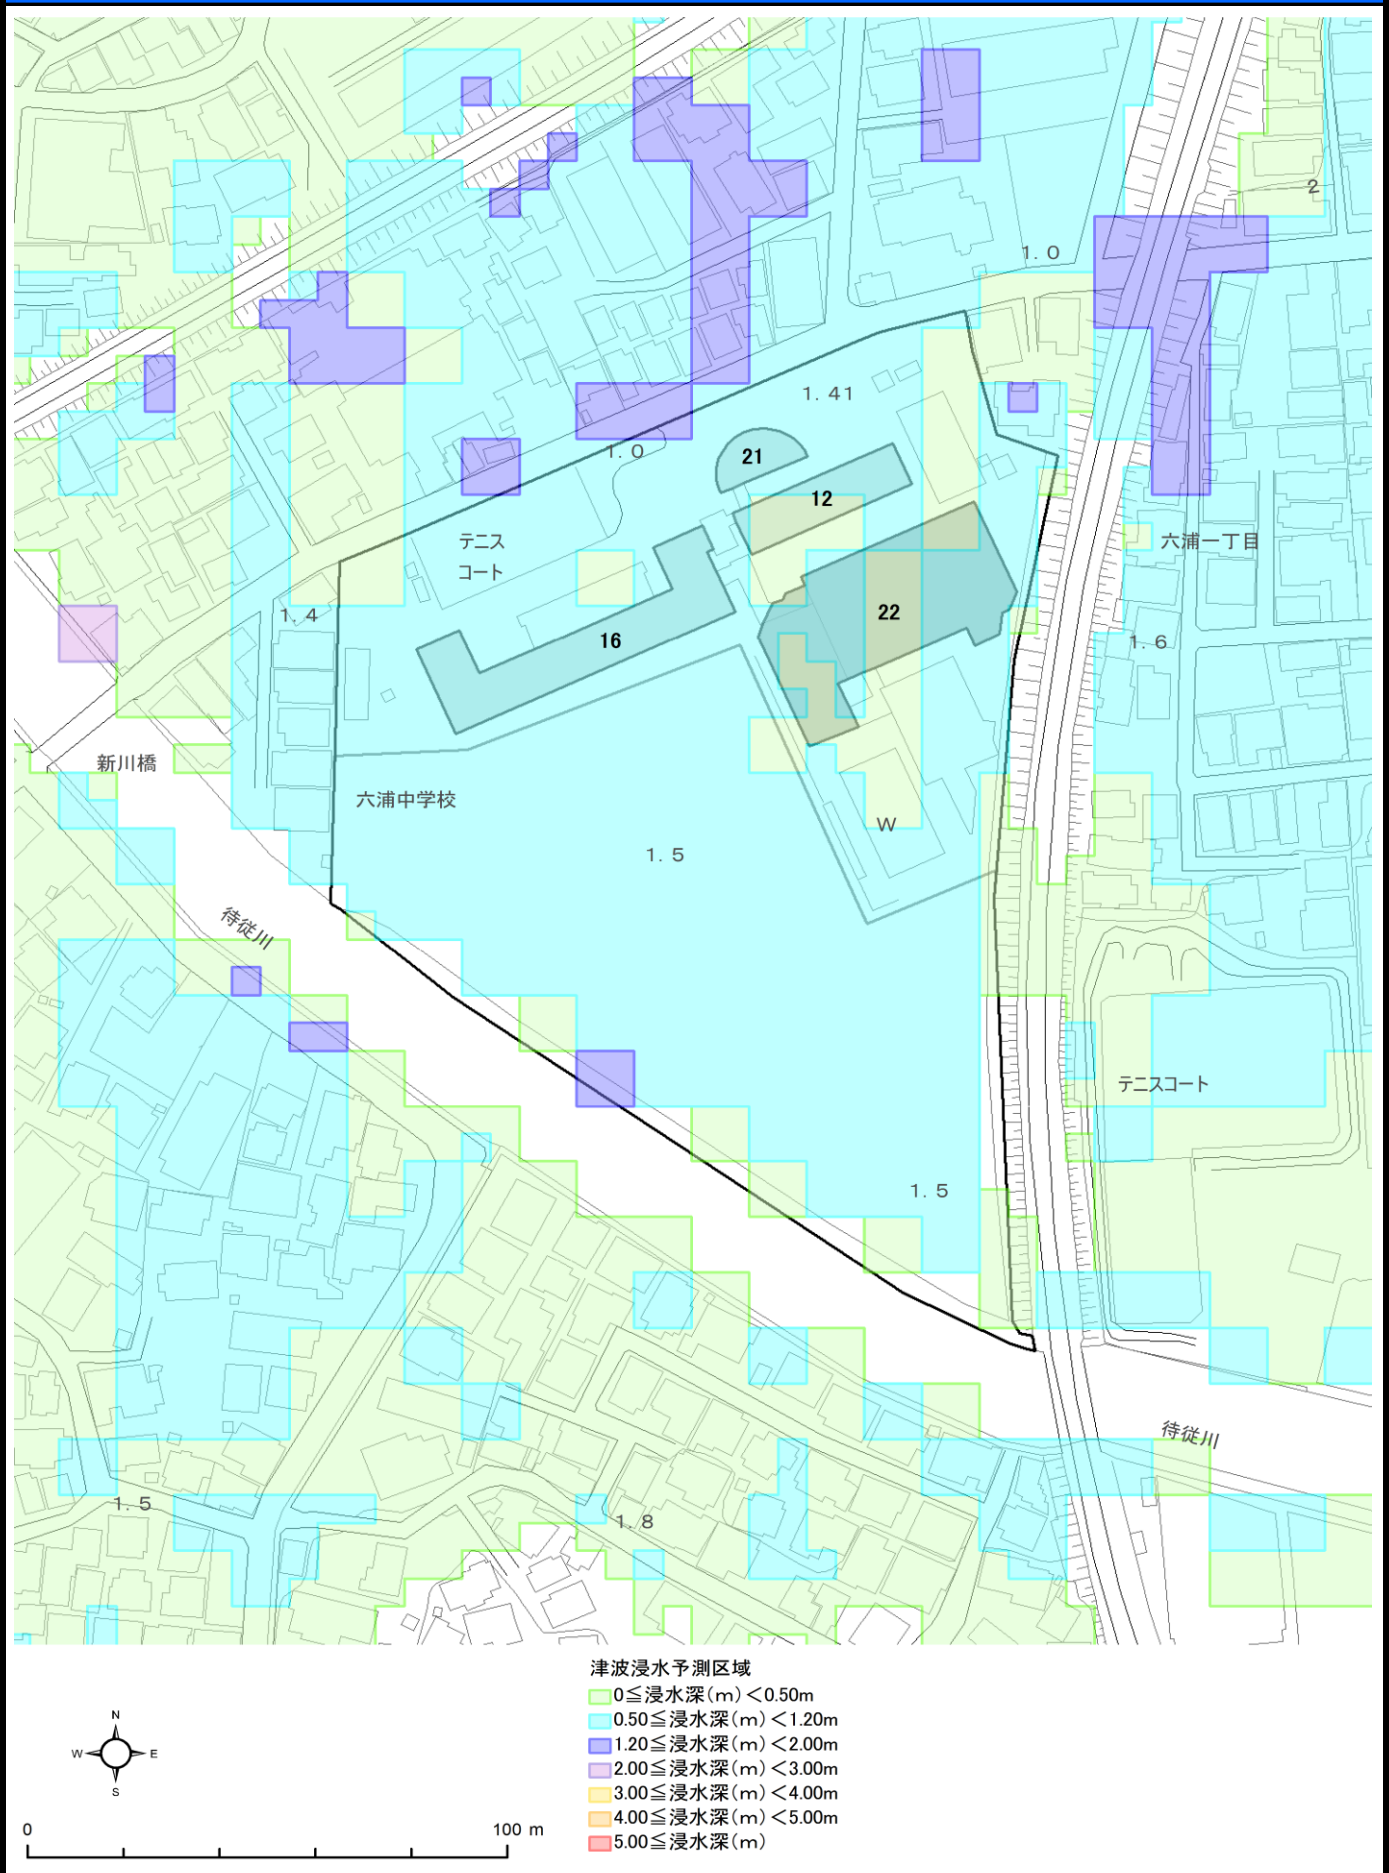 2
1.0
1.41
21
1.0
12
テニス
コート
六浦一丁目
1.4
22
16
1.6
新川橋
六浦中学校
W
1.5
侍従川
テニスコート
1.5
侍従川
1.5
1.8
津波浸水予測区域
0≦浸水深(m)<0.50m
0.50≦浸水深(m)<1.20m
1.20≦浸水深(m)<2.00m
2.00≦浸水深(m)<3.00m
3.00≦浸水深(m)<4.00m
4.00≦浸水深(m)<5.00m
5.00≦浸水深(m)
N
W E
S
0 100 m